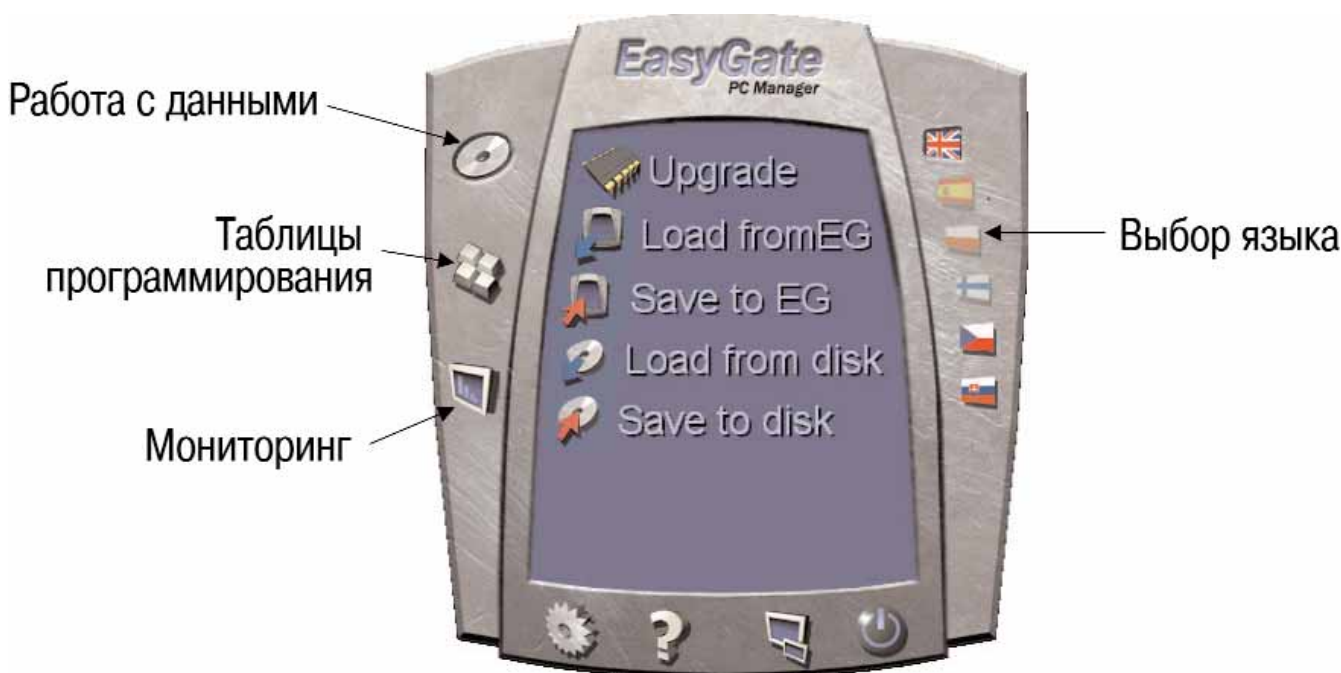 EasyGate
PC Manager
Работа с данными
Таблицы
программирования
Мониторинг
Upgrade
Load fromEG
Save to EG
Load from disk
Save to disk
Выбор языка